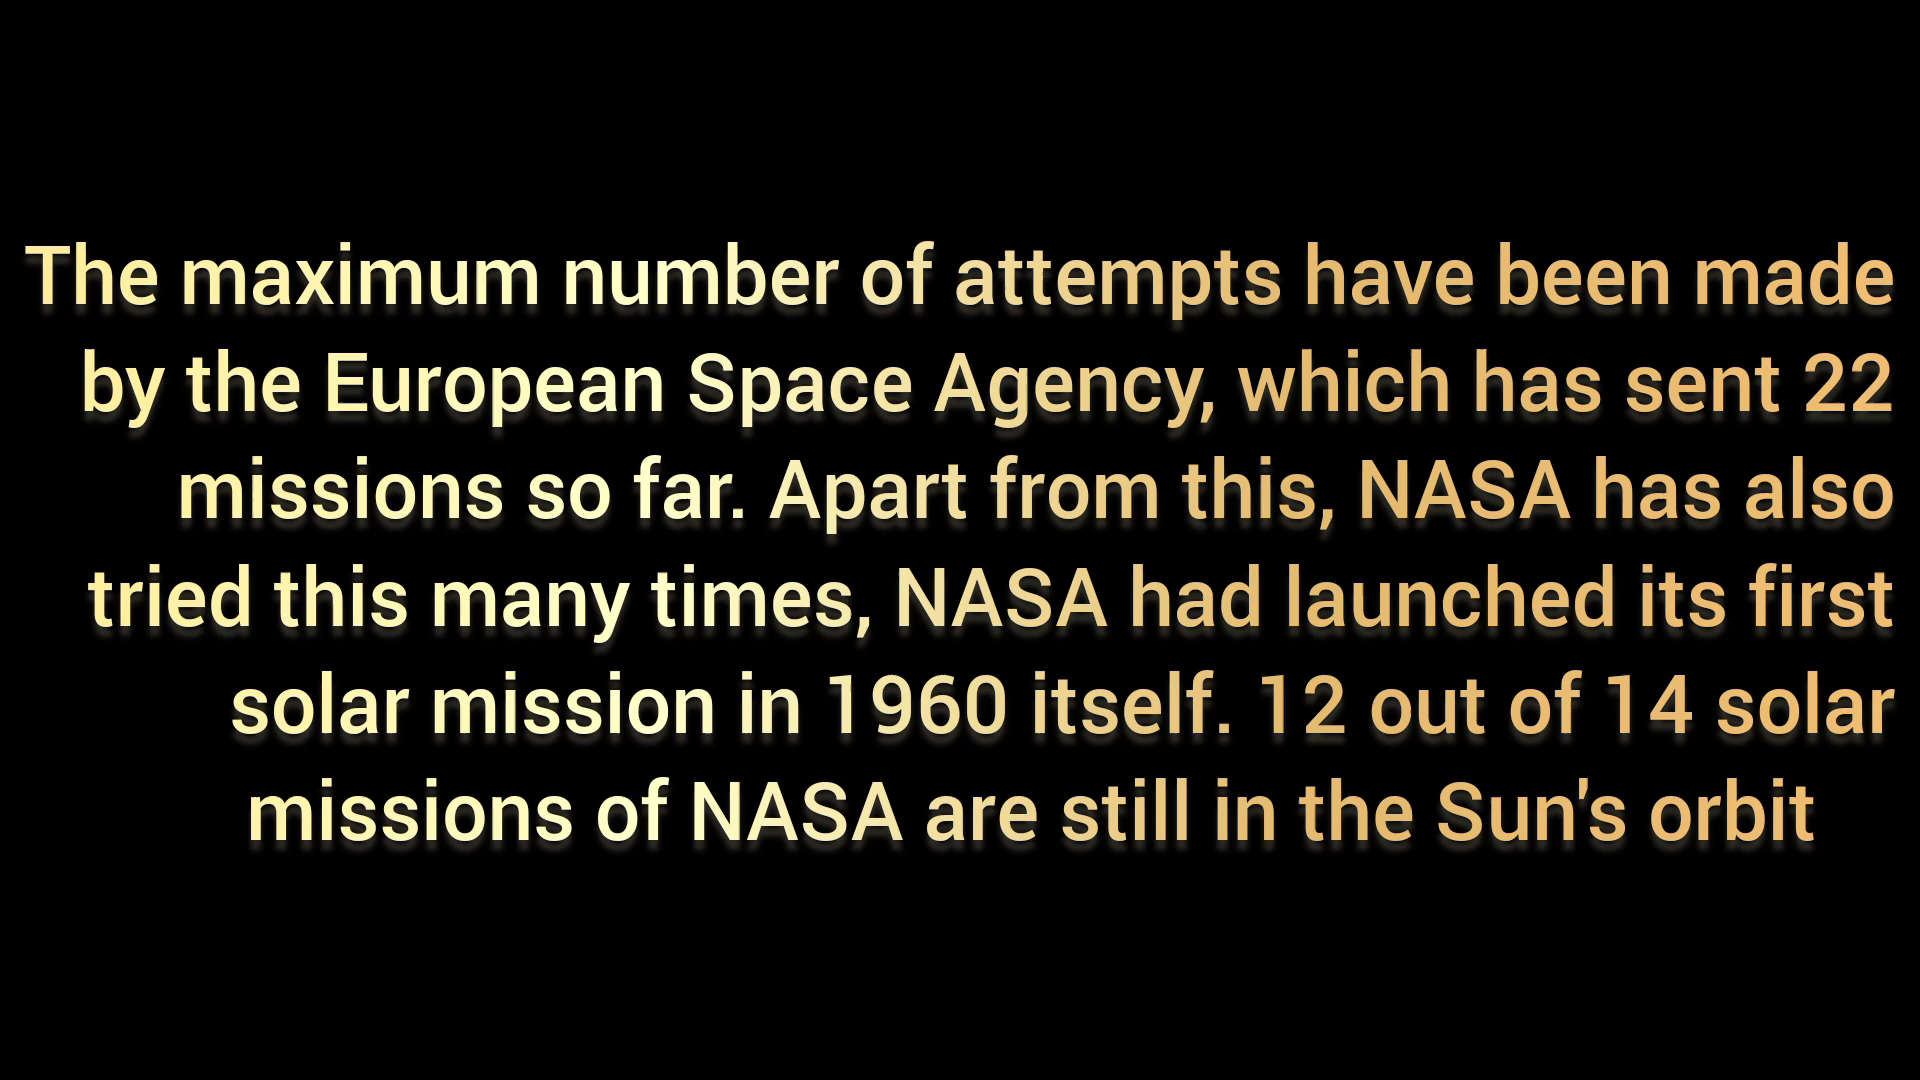 The maximum number of attempts have been made
by the European Space Agency, which has sent 22
missions so far. Apart from this, NASA has also
tried this many times, NASA had launched its first
solar mission in 1960 itself. 12 out of 14 solar
missions of NASA are still in the Sun's orbit